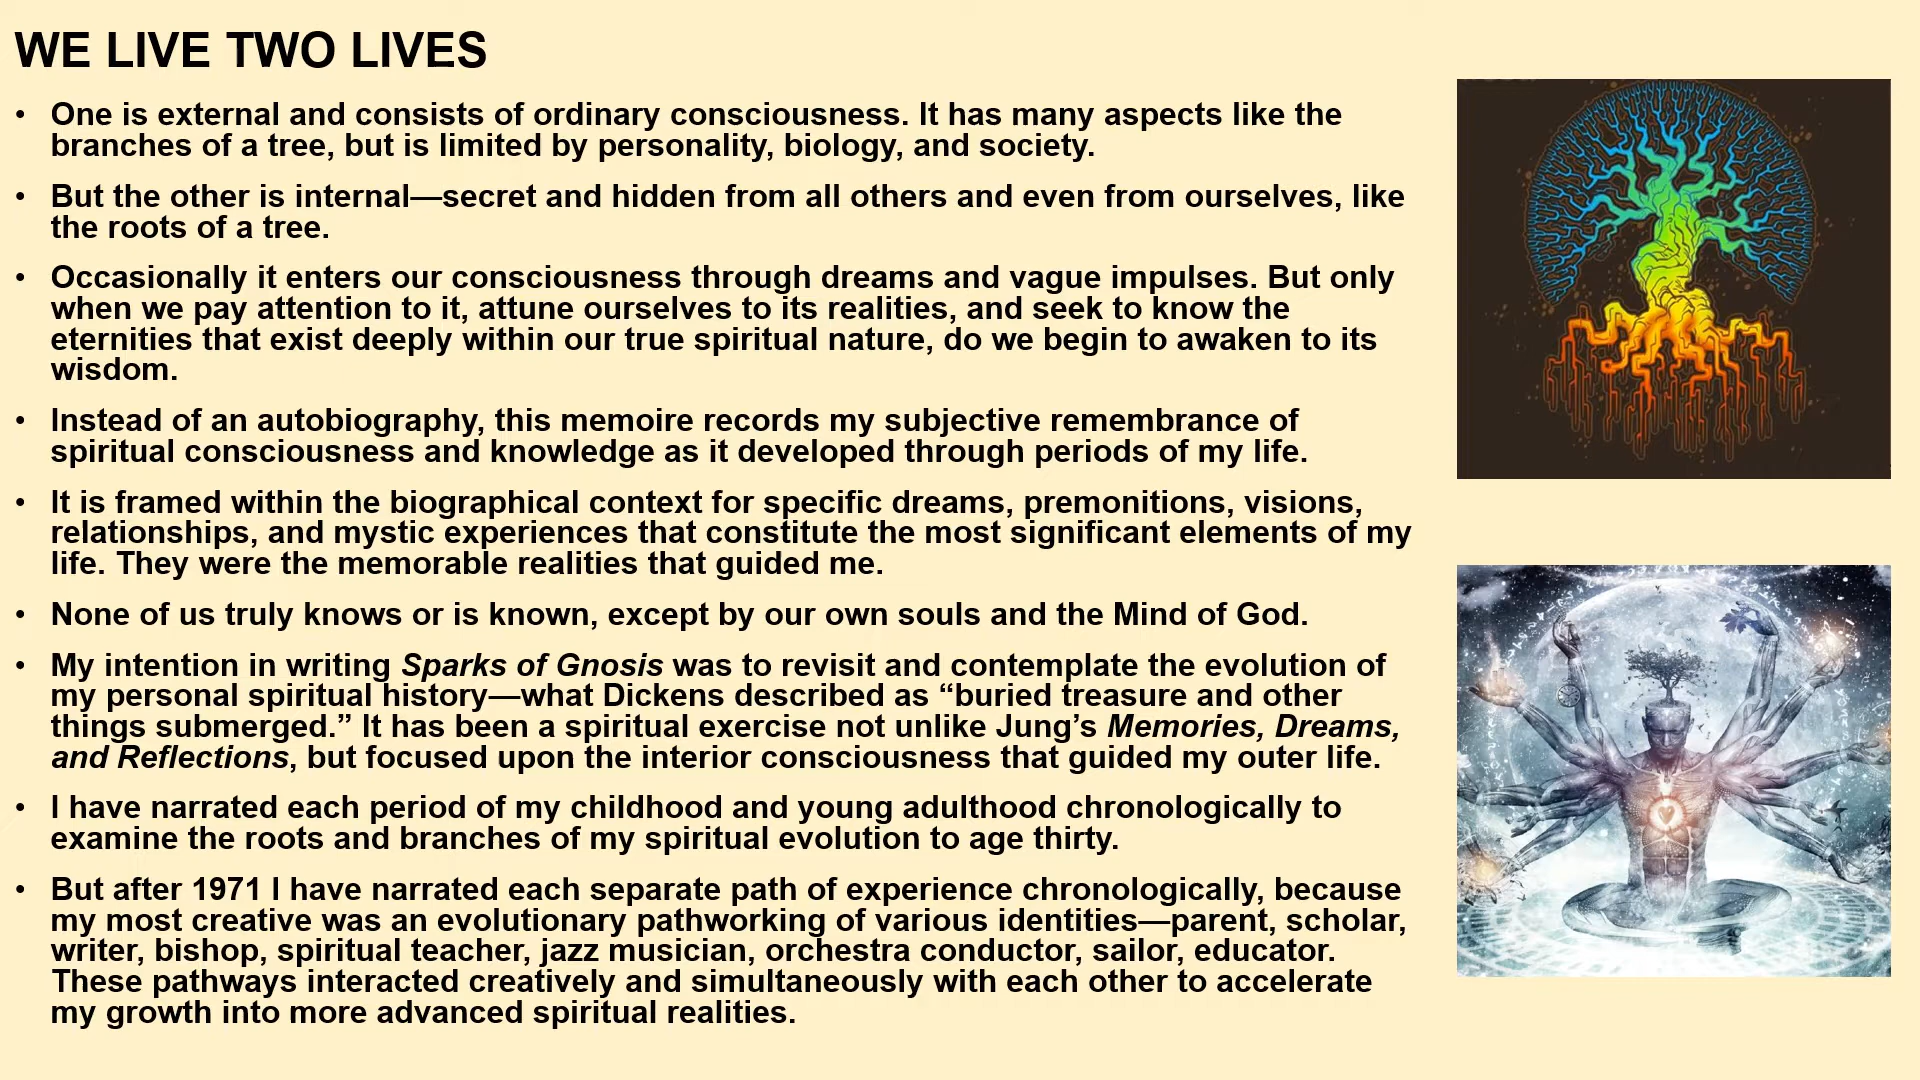 WE LIVE TWO LIVES
• One is external and consists of ordinary consciousness. It has many aspects like the
branches of a tree, but is limited by personality, biology, and society.
• But the other is internal—secret and hidden from all others and even from ourselves, like
the roots of a tree.
• Occasionally it enters our consciousness through dreams and vague impulses. But only
when we pay attention to it, attune ourselves to its realities, and seek to know the
eternities that exist deeply within our true spiritual nature, do we begin to awaken to its
wisdom.
• Instead of an autobiography, this memoire records my subjective remembrance of
spiritual consciousness and knowledge as it developed through periods of my life.
• It is framed within the biographical context for specific dreams, premonitions, visions,
relationships, and mystic experiences that constitute the most significant elements of my
life. They were the memorable realities that guided me.
• None of us truly knows or is known, except by our own souls and the Mind of God.
• My intention in writing Sparks of Gnosis was to revisit and contemplate the evolution of
my personal spiritual history—what Dickens described as “buried treasure and other
things submerged.” It has been a spiritual exercise not unlike Jung’s Memories, Dreams,
and Reflections, but focused upon the interior consciousness that guided my outer life.
• I have narrated each period of my childhood and young adulthood chronologically to
examine the roots and branches of my spiritual evolution to age thirty.
• But after 1971 I have narrated each separate path of experience chronologically, because
my most creative was an evolutionary pathworking of various identities—parent, scholar,
writer, bishop, spiritual teacher, jazz musician, orchestra conductor, sailor, educator.
These pathways interacted creatively and simultaneously with each other to accelerate
my growth into more advanced spiritual realities.